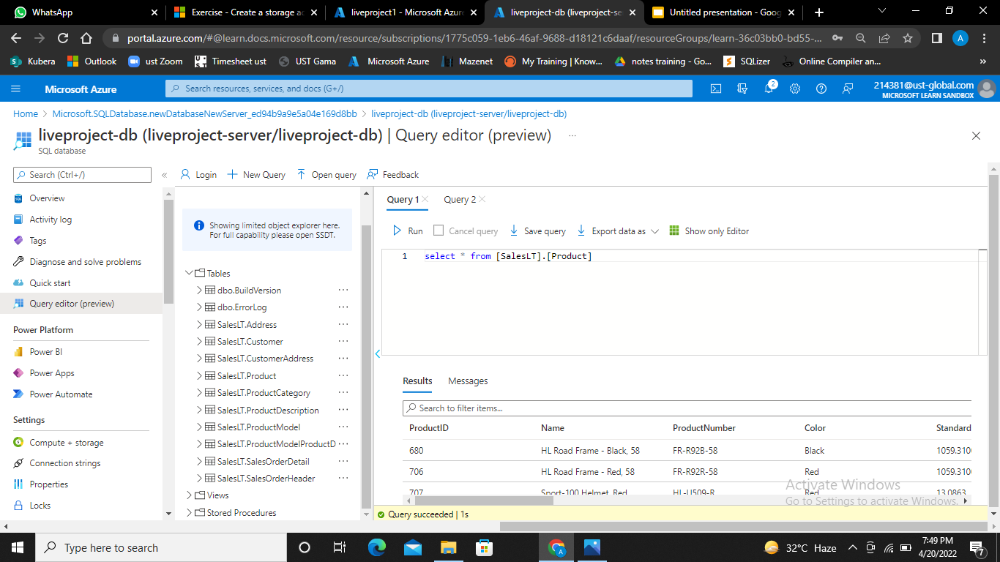 WhatsApp
Exercise - Create a storage ac
liveproject1 - Microsoft Azure
liveproject-db (liveproject-se
Untitled presentation - Goog
portal.azure.com/#@learn.docs.microsoft.com/resource/subscriptions/1775c059-1eb6-46af-9688-d18121c6daaf/resourceGroups/learn-36c03bb0-bd55-...
A
Kubera
Outlook
ust Zoom
Timesheet ust
UST Gama
Microsoft Azure
Mazenet
My Training | Know...
notes training - Go...
SQLizer
Online Compiler an...
»
Microsoft Azure
Search resources, services, and docs (G+/)
2
214381@ust-global.com
MICROSOFT LEARN SANDBOX
Home > Microsoft.SQLDatabase.newDatabaseNewServer_ed94b9a9e5a04e169d8bb > liveproject-db (liveproject-server/liveproject-db)
liveproject-db (liveproject-server/liveproject-db) | Query editor (preview) ...
SQL database
Search (Ctrl+/)
«
Login
New Query
Open query
Feedback
Overview
Activity log
Tags
Diagnose and solve problems
Quick start
Query editor (preview)
Power Platform
Power BI
Power Apps
Power Automate
Settings
Compute + storage
Connection strings
Properties
Locks
Showing limited object explorer here.
For full capability please open SSDT.
Tables
dbo.BuildVersion ...
dbo.ErrorLog ...
SalesLT.Address ...
SalesLT.Customer ...
SalesLT.CustomerAddress ...
SalesLT.Product ...
SalesLT.ProductCategory ...
SalesLT.ProductDescription ...
SalesLT.ProductModel ...
SalesLT.ProductModelProductD ...
SalesLT.SalesOrderDetail ...
SalesLT.SalesOrderHeader ...
Views
Stored Procedures
Query 1
Query 2
Run
Cancel query
Save query
Export data as
Show only Editor
1 select * from [SalesLT].[Product]
Results
Messages
Search to filter items...
ProductID Name ProductNumber Color Standard
680 HL Road Frame - Black, 58 FR-R92B-58 Black 1059.310
706 HL Road Frame - Red, 58 FR-R92B-58 Red 1059.310
707 Sport-100 Helmet, Red HL-U509-R Red 13.0863
Activate Windows
Go to Settings to activate Windows.
Query succeeded | 1s
Type here to search
32°C Haze
7:49 PM
4/20/2022
7